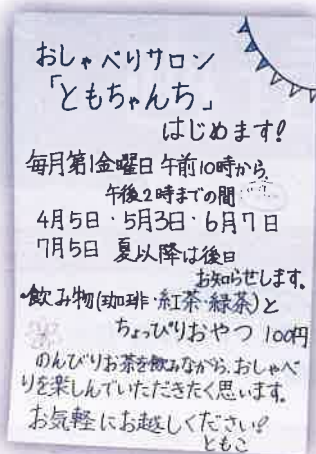 おしゃべりサロン
「ともちゃんち」
はじめます!
毎月第1金曜日 午前10時から、
午後2時までの間
4月5日・5月3日・6月7日
7月5日 夏以降は後日
お知らせします。
・飲み物(珈琲・紅茶・緑茶)と
ちょっぴりおやつ 100円
のんびりお茶を飲みながら、おしゃべ
りを楽しんでいただきたく思います。
お気軽にお越しください!
ともこ